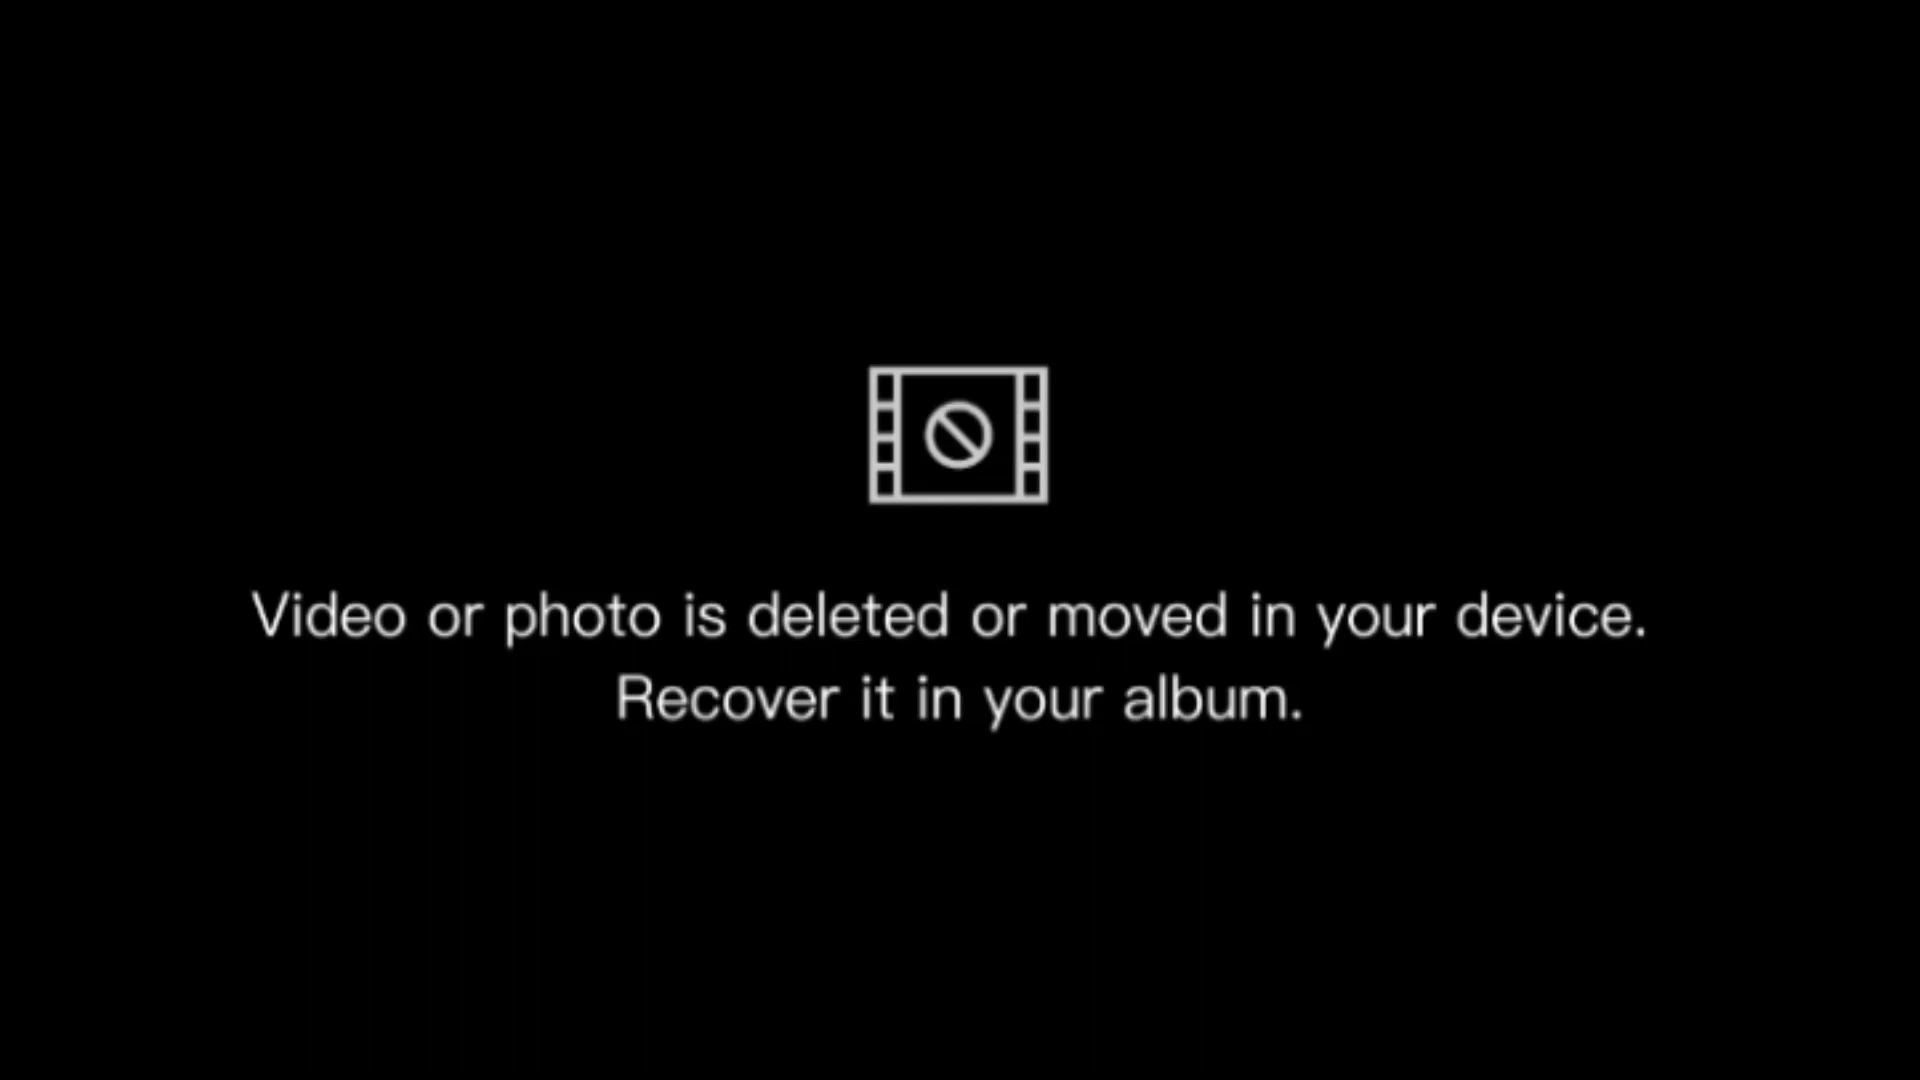 Video or photo is deleted or moved in your device.
Recover it in your album.